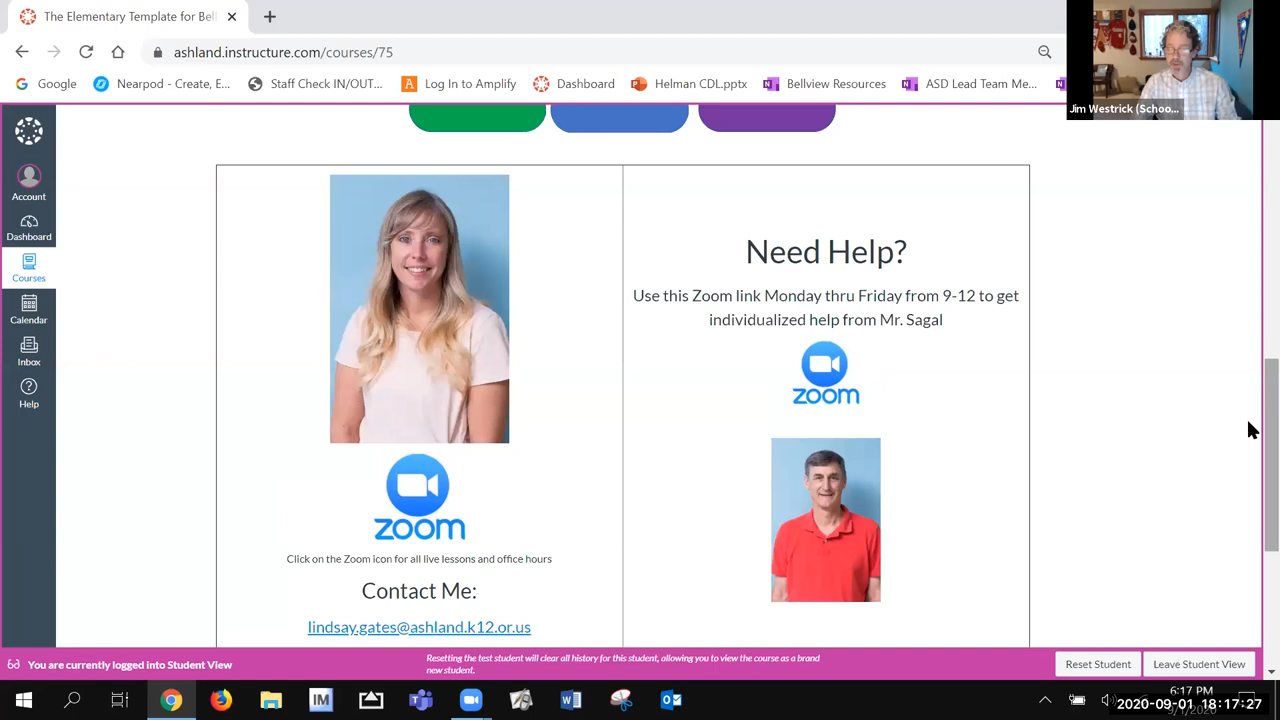 The Elementary Template for Bel
ashland.instructure.com/courses/75
Google
Nearpod - Create, E...
Staff Check IN/OUT...
Log In to Amplify
Dashboard
Helman CDL.pptx
Bellview Resources
ASD Lead Team Me...
Jim Westrick (Schoo...
Account
Dashboard
Courses
Calendar
Inbox
Help
Need Help?
Use this Zoom link Monday thru Friday from 9-12 to get
individualized help from Mr. Sagal
zoom
zoom
Click on the Zoom icon for all live lessons and office hours
Contact Me:
lindsay.gates@ashland.k12.or.us
You are currently logged into Student View
Resetting the test student will clear all history for this student, allowing you to view the course as a brand
new student.
Reset Student
Leave Student View
IM
6:17 PM
2020-09-01 18:17:27